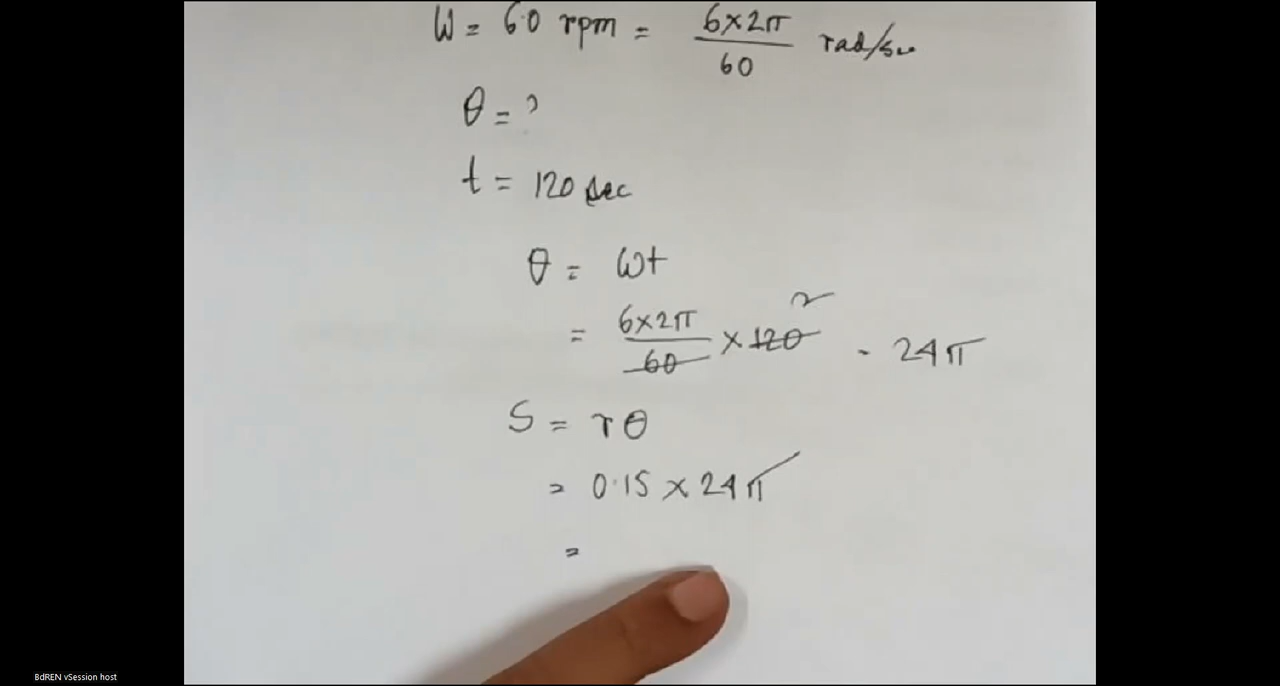 ω = 6.0 rpm = 6×2π/60 rad/sec
θ = ?
t = 120 sec
θ = ωt
= 6×2π/60 × 120 2 - 24π
S = rθ
= 0.15 × 24π
=
BdREN vSession host